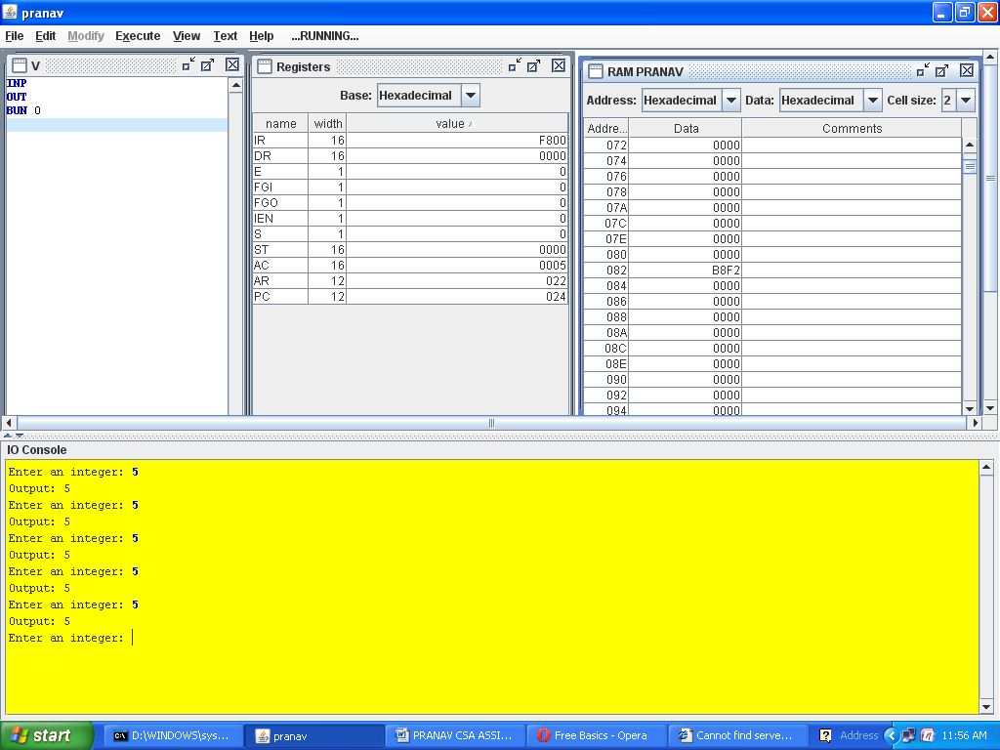 pranav
File Edit Modify Execute View Text Help ...RUNNING...
V
INP
OUT
BUN 0
Registers
Base: Hexadecimal
name width value
IR 16 F800
DR 16 0000
E 1 0
FGI 1 0
FGO 1 0
IEN 1 0
S 1 0
ST 16 0000
AC 16 0005
AR 12 022
PC 12 024
RAM PRANAV
Address: Hexadecimal Data: Hexadecimal Cell size: 2
Addre... Data Comments
072 0000
074 0000
076 0000
078 0000
07A 0000
07C 0000
07E 0000
080 0000
082 B8F2
084 0000
086 0000
088 0000
08A 0000
08C 0000
08E 0000
090 0000
092 0000
094 0000
IO Console
Enter an integer: 5
Output: 5
Enter an integer: 5
Output: 5
Enter an integer: 5
Output: 5
Enter an integer: 5
Output: 5
Enter an integer: 5
Output: 5
Enter an integer:
start D:\WINDOWS\sys... pranav PRANAV CSA ASSI... Free Basics - Opera Cannot find serve... Address 11:56 AM